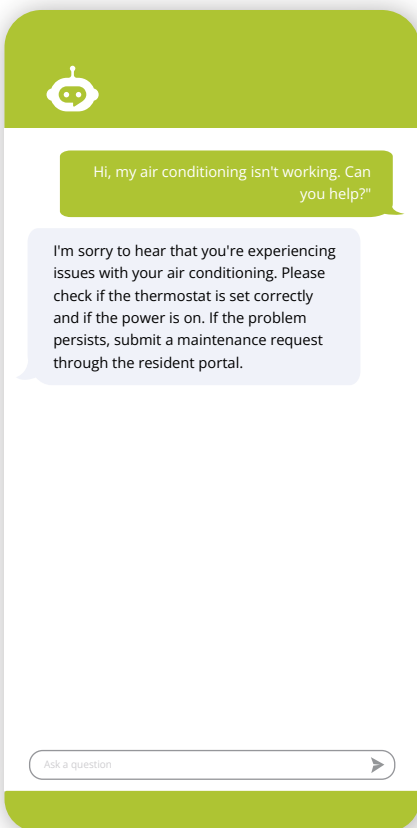 Hi, my air conditioning isn't working. Can
you help?"
I'm sorry to hear that you're experiencing
issues with your air conditioning. Please
check if the thermostat is set correctly
and if the power is on. If the problem
persists, submit a maintenance request
through the resident portal.
Ask a question